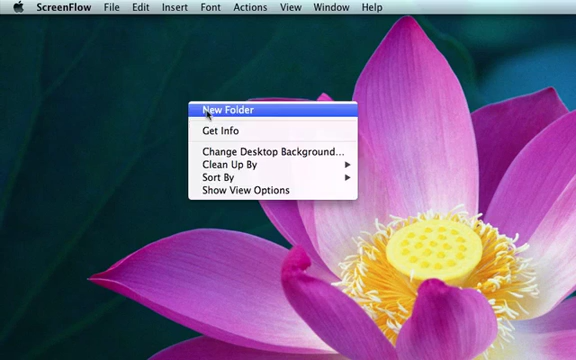 ScreenFlow File Edit Insert Font Actions View Window Help
New Folder
Get Info
Change Desktop Background...
Clean Up By
Sort By
Show View Options